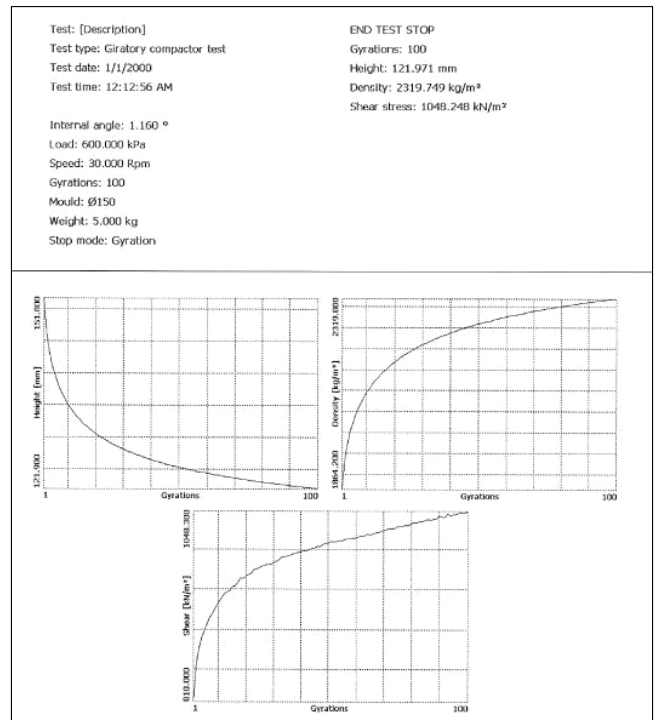 Test: [Description]
Test type: Giratory compactor test
Test date: 1/1/2000
Test time: 12:12:56 AM
Internal angle: 1.160 º
Load: 600.000 kPa
Speed: 30.000 Rpm
Gyrations: 100
Mould: Ø150
Weight: 5.000 kg
Stop mode: Gyration
END TEST STOP
Gyrations: 100
Height: 121.971 mm
Density: 2319.749 kg/m³
Shear stress: 1048.248 kN/m²
151.800
Height [mm]
121.900
1
Gyrations
100
2319.800
Density [kg/m³]
1864.200
1
Gyrations
100
1048.300
Shear [kN/m²]
1
Gyrations
100